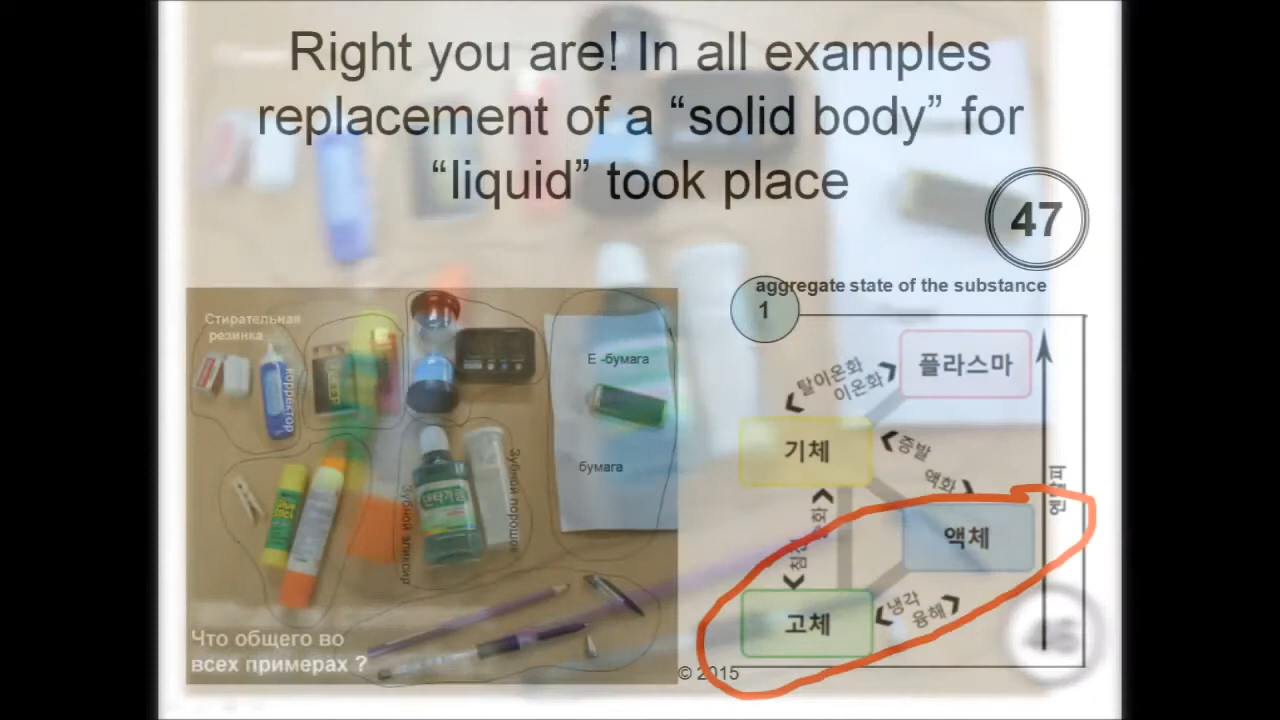 Right you are! In all examples
replacement of a “solid body” for
“liquid” took place
47
aggregate state of the substance
1
Стирательная
резинка
корректор
Е -бумага
бумага
Зубной эликсир
Зубной порошок
Что общего во
всех примерах ?
플라스마
탈이온화
이온화
기체
증발
액화
엔탈피
액체
고체
냉각
융해
© 2015